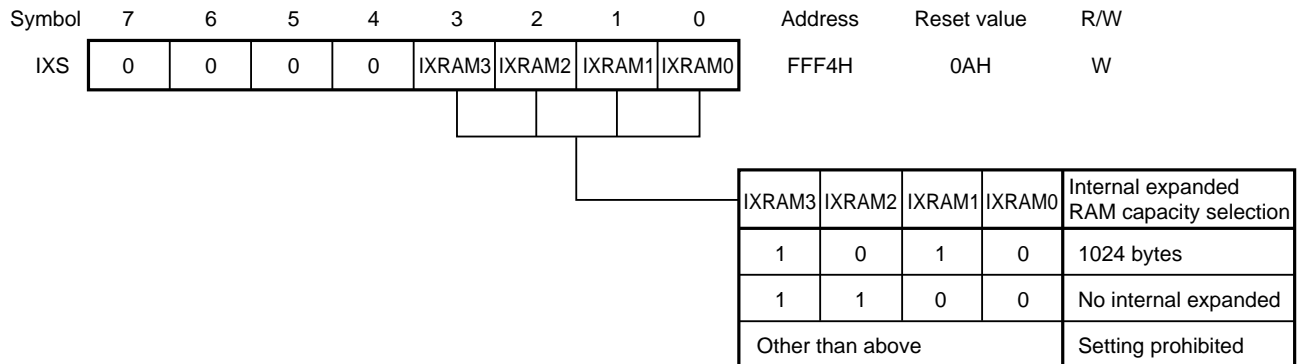 Symbol 7 6 5 4 3 2 1 0 Address Reset value R/W
IXS 0 0 0 0 IXRAM3 IXRAM2 IXRAM1 IXRAM0 FFF4H 0AH W
IXRAM3 IXRAM2 IXRAM1 IXRAM0 Internal expanded
RAM capacity selection
1 0 1 0 1024 bytes
1 1 0 0 No internal expanded
Other than above Setting prohibited